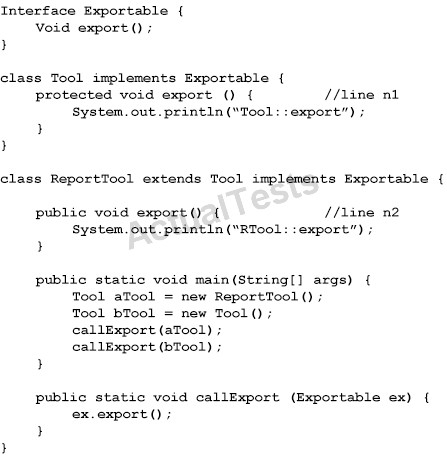 Interface Exportable {
    Void export();
}

class Tool implements Exportable {
    protected void export () {        //line n1
        System.out.println(“Tool::export”);
    }
}

class ReportTool extends Tool implements Exportable {

    public void export() {            //line n2
        System.out.println(“RTool::export”);
    }

    public static void main(String[] args) {
        Tool aTool = new ReportTool();
        Tool bTool = new Tool();
        callExport(aTool);
        callExport(bTool);
    }

    public static void callExport (Exportable ex) {
        ex.export();
    }
}
ActualTests